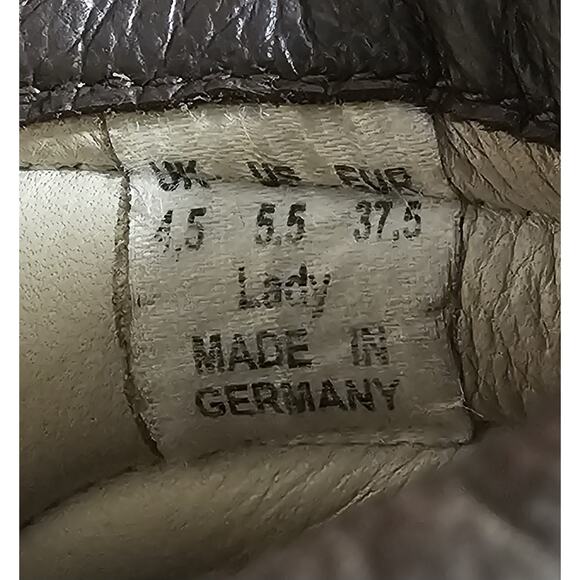 UK US EUR
4,5 5.5 37,5
Lady
MADE IN
GERMANY